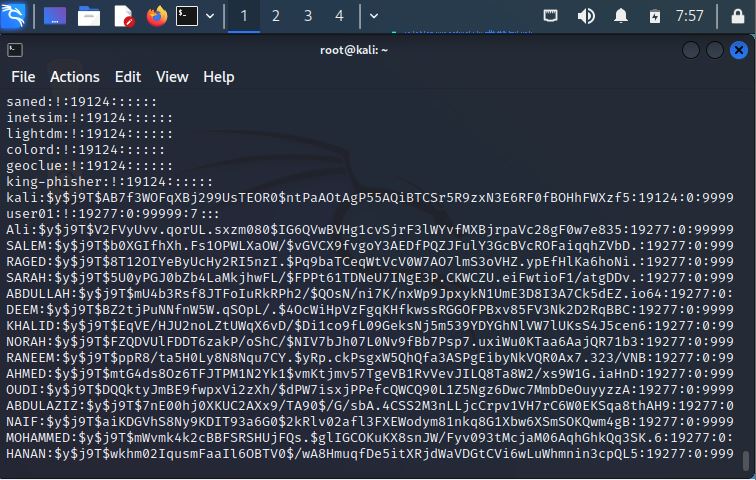 1 2 3 4 7:57
root@kali: ~
File Actions Edit View Help
saned:!:19124::::::
inetsim:!:19124::::::
lightdm:!:19124::::::
colord:!:19124::::::
geoclue:!:19124::::::
king-phisher:!:19124::::::
kali:$y$j9T$AB7f3WOFqXBj299UsTEOR0$ntPaAOtAgP55AQiBTCSr5R9zxN3E6RF0fBOHhFWXzf5:19124:0:9999
user01:!:19277:0:99999:7:::
Ali:$y$j9T$V2FVyUvv.qorUL.sxzm080$IG6QVwBVHg1cvSjrF3lWYvfMXBjrpaVc28gF0w7e835:19277:0:99999
SALEM:$y$j9T$b0XGIfhXh.Fs1OPWLXaOW/$vGVCX9fvgoY3AEDfPQZJFulY3GcBVcROFaiqqhZVbD.:19277:0:999
RAGED:$y$j9T$8T12OIYeByUcHy2RI5nzI.$Pq9baTCeqWtVcV0W7AO7lmS3oVHZ.ypEfHlKa6hoNi.:19277:0:999
SARAH:$y$j9T$5U0yPGJ0bZb4LaMkjhwFL/$FPPt61TDNeU7INgE3P.CKWCZU.eiFwtioF1/atgDDv.:19277:0:999
ABDULLAH:$y$j9T$mU4b3Rsf8JTFoIuRkRPh2/$QOsN/ni7K/nxWp9JpxykN1UmE3D8I3A7Ck5dEZ.io64:19277:0:
DEEM:$y$j9T$BZ2tjPuNNfnW5W.qSOpL/.$4OcWiHpVzFgqKHfkwssRGGOFPBxv85FV3Nk2D2RqBBC:19277:0:9999
KHALID:$y$j9T$EqVE/HJU2noLZtUWqX6vD/$Di1co9fL09GeksNj5m539YDYGhNlVW7lUKsS4J5cen6:19277:0:99
NORAH:$y$j9T$FZQDVUlFDDT6zakP/oShC/$NIV7bJh07L0Nv9fBb7Psp7.uxiWu0KTaa6AajQR71b3:19277:0:999
RANEEM:$y$j9T$ppR8/ta5H0Ly8N8Nqu7CY.$yRp.ckPsgxW5QhQfa3ASPgEibyNkVQR0Ax7.323/VNB:19277:0:99
AHMED:$y$j9T$mtG4ds8Oz6TFJTPM1N2Yk1$vmKtjmv57TgeVB1RvVevJILQ8Ta8W2/xs9W1G.iaHnD:19277:0:999
OUDI:$y$j9T$DQQktyJmBE9fwpxVi2zXh/$dPW7isxjPPefcQWCQ90L1Z5Ngz6Dwc7MmbDeOuyyzzA:19277:0:9999
ABDULAZIZ:$y$j9T$7nE00hj0XKUC2AXx9/TA90$/G/sbA.4CSS2M3nLLjcCrpv1VH7rC6W0EKSqa8thAH9:19277:0
NAIF:$y$j9T$aiKDGVhS8Ny9KDIT93a6G0$2kRlv02afl3FXEWodym81nkq8G1Xbw6XSmSOKQwm4gB:19277:0:9999
MOHAMMED:$y$j9T$mWvmk4k2cBBFSRSHUjFQs.$glIGCOKuKX8snJW/Fyv093tMcjaM06AqhGhkQq3SK.6:19277:0:
HANAN:$y$j9T$wkhm02IqusmFaaIl6OBTV0$/wA8HmuqfDe5itXRjdWaVDGtCVi6wLuWhmnin3cpQL5:19277:0:999